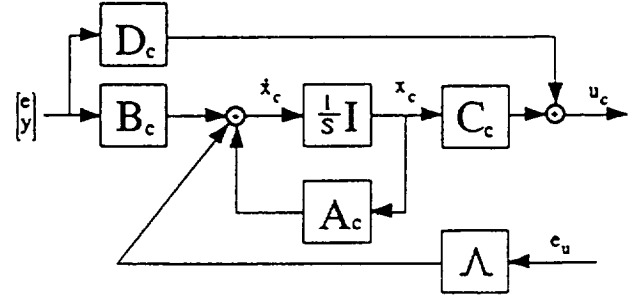 D_c
[e
y]
B_c
ẋ_c
1/S I
x_c
C_c
u_c
A_c
Λ
e_u